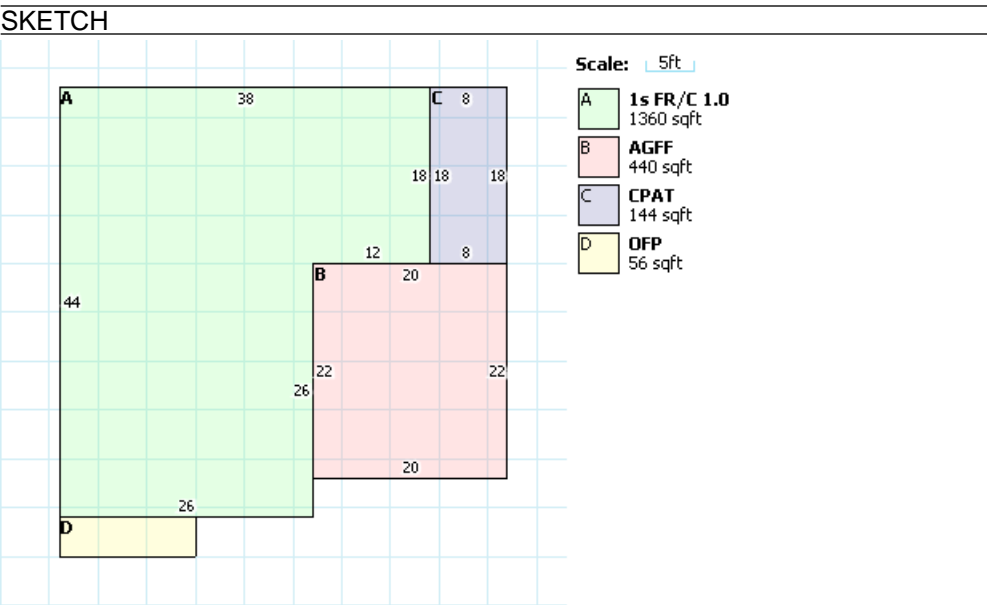 SKETCH
Scale: 5ft
A 38 C 8
18 18 18
12 8
B 20
44
22 22
26
20
26
D
A 1s FR/C 1.0
1360 sqft
B AGFF
440 sqft
C CPAT
144 sqft
D OFP
56 sqft